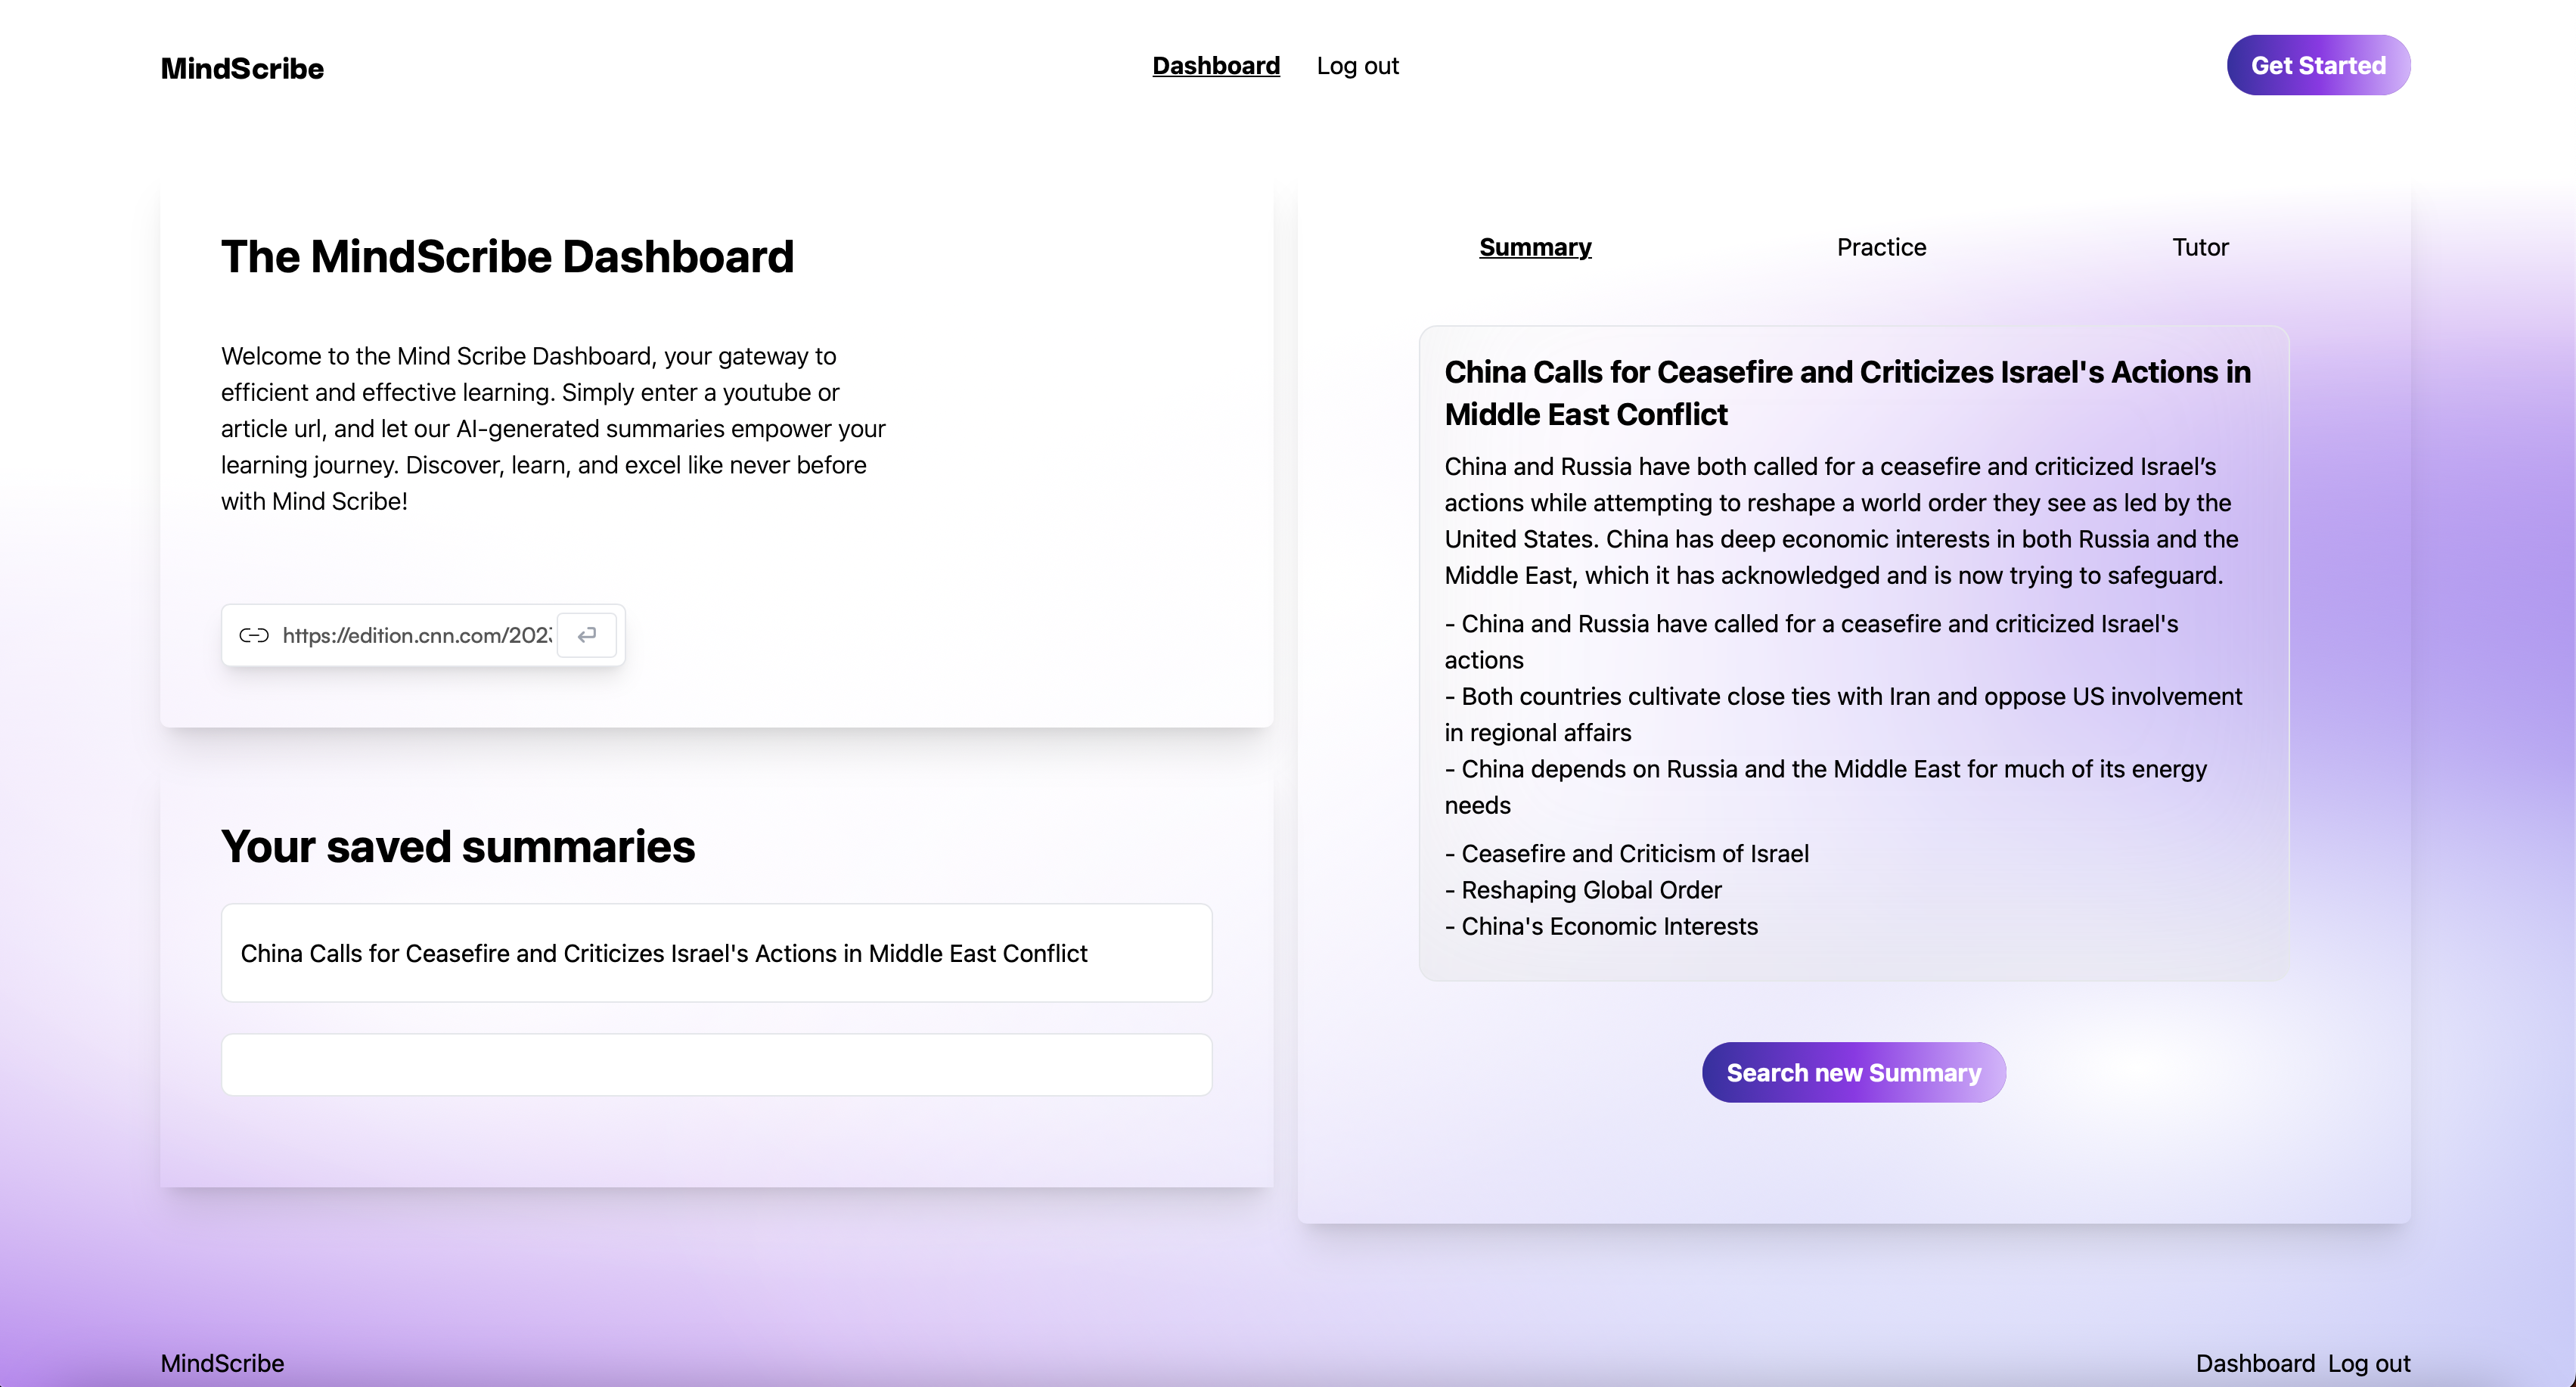 MindScribe
Dashboard
Log out
Get Started
The MindScribe Dashboard
Welcome to the Mind Scribe Dashboard, your gateway to
efficient and effective learning. Simply enter a youtube or
article url, and let our AI-generated summaries empower your
learning journey. Discover, learn, and excel like never before
with Mind Scribe!
https://edition.cnn.com/202
Your saved summaries
China Calls for Ceasefire and Criticizes Israel's Actions in Middle East Conflict
Summary
Practice
Tutor
China Calls for Ceasefire and Criticizes Israel's Actions in
Middle East Conflict
China and Russia have both called for a ceasefire and criticized Israel’s
actions while attempting to reshape a world order they see as led by the
United States. China has deep economic interests in both Russia and the
Middle East, which it has acknowledged and is now trying to safeguard.
- China and Russia have called for a ceasefire and criticized Israel's
actions
- Both countries cultivate close ties with Iran and oppose US involvement
in regional affairs
- China depends on Russia and the Middle East for much of its energy
needs
- Ceasefire and Criticism of Israel
- Reshaping Global Order
- China's Economic Interests
Search new Summary
MindScribe
Dashboard
Log out